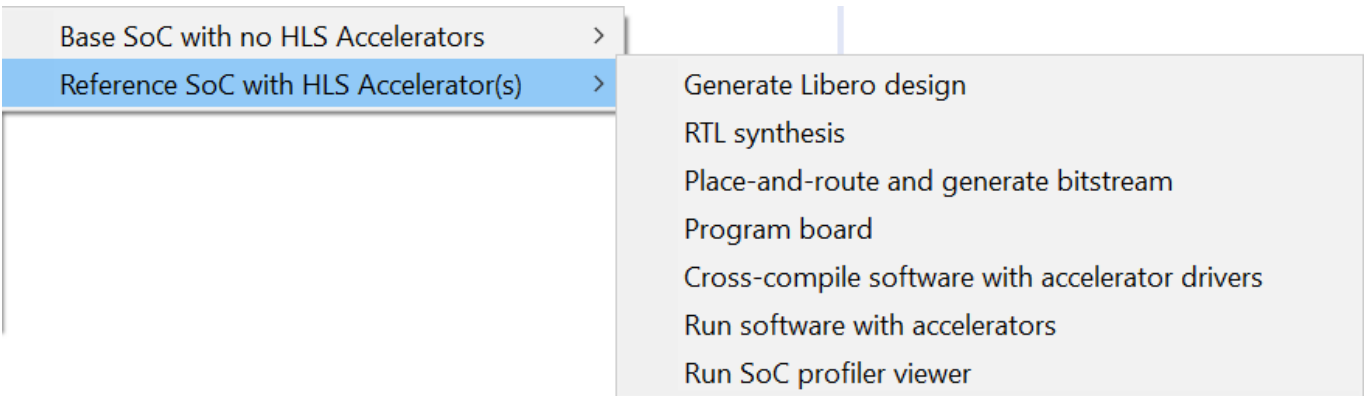 Base SoC with no HLS Accelerators
Reference SoC with HLS Accelerator(s)
Generate Libero design
RTL synthesis
Place-and-route and generate bitstream
Program board
Cross-compile software with accelerator drivers
Run software with accelerators
Run SoC profiler viewer